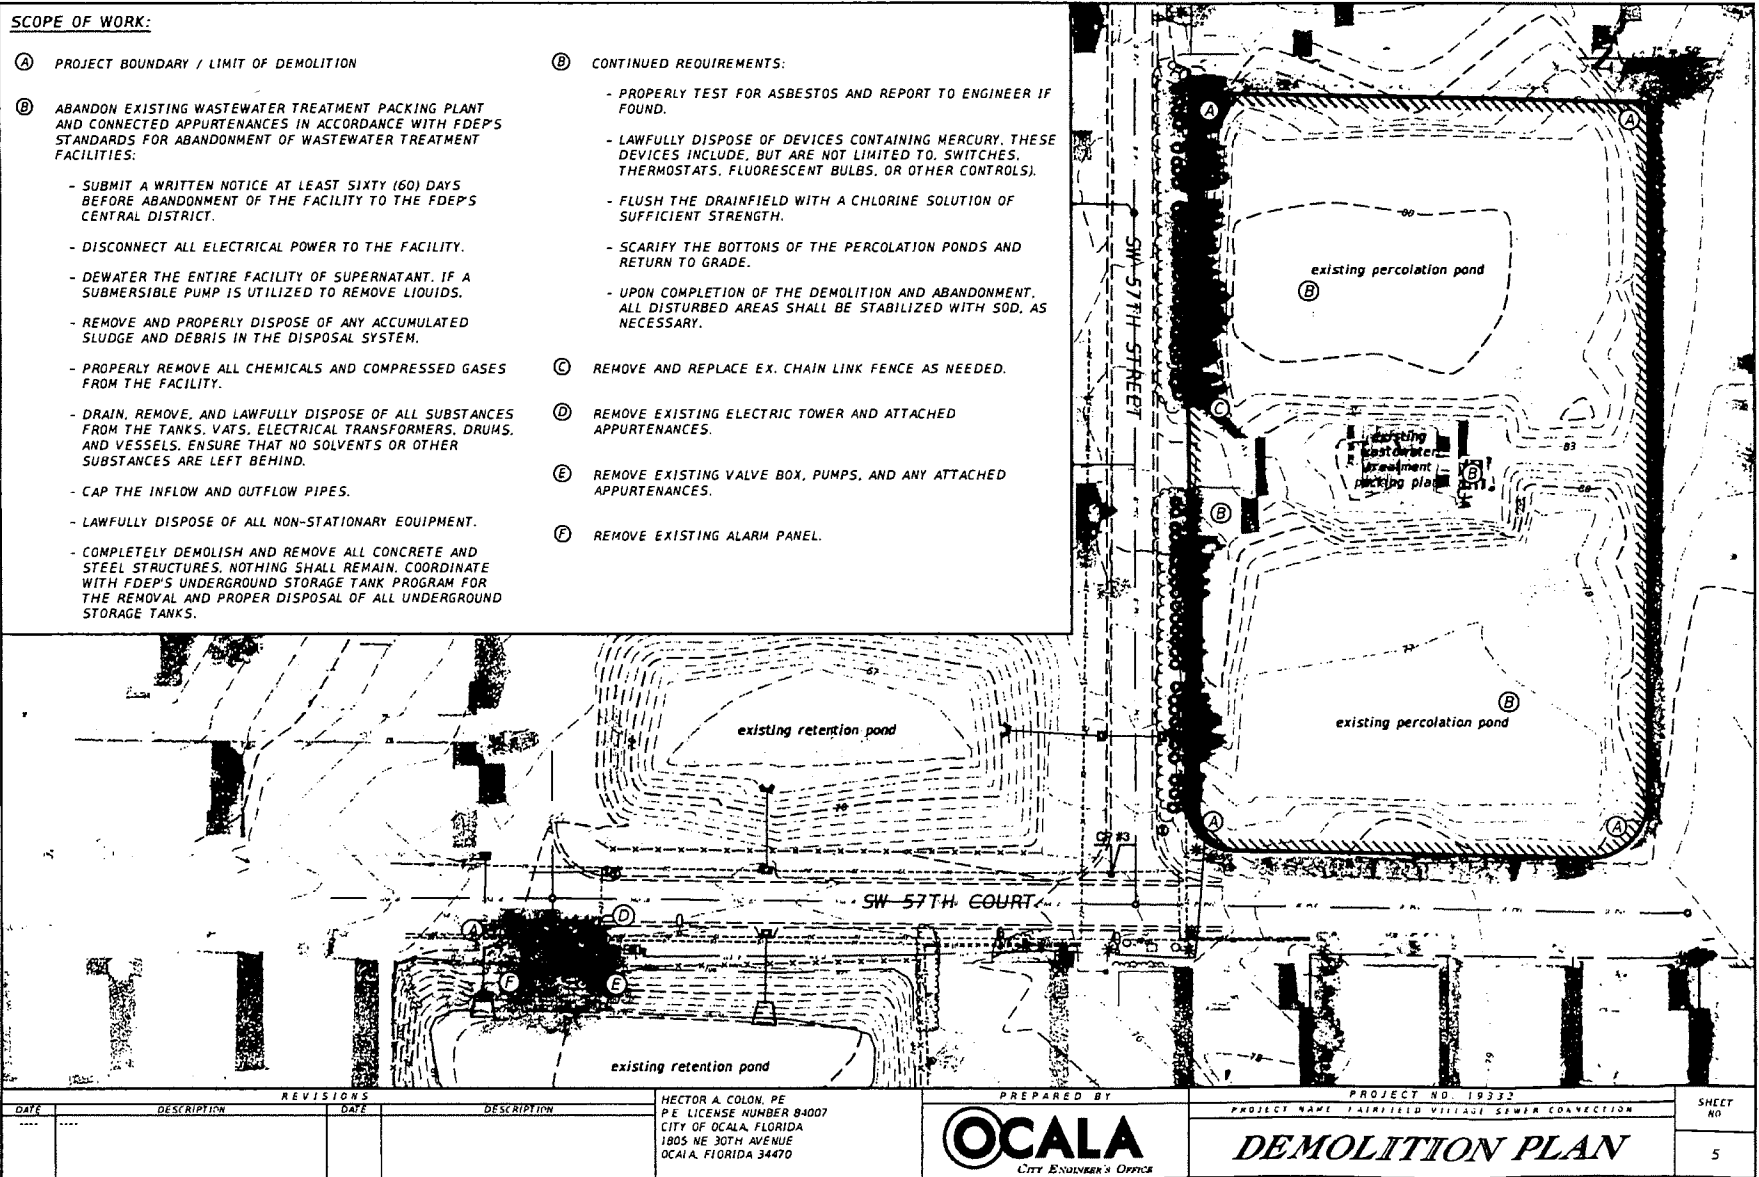 SCOPE OF WORK:
A PROJECT BOUNDARY / LIMIT OF DEMOLITION
B ABANDON EXISTING WASTEWATER TREATMENT PACKING PLANT
AND CONNECTED APPURTENANCES IN ACCORDANCE WITH FDEP'S
STANDARDS FOR ABANDONMENT OF WASTEWATER TREATMENT
FACILITIES:
- SUBMIT A WRITTEN NOTICE AT LEAST SIXTY (60) DAYS
BEFORE ABANDONMENT OF THE FACILITY TO THE FDEP'S
CENTRAL DISTRICT.
- DISCONNECT ALL ELECTRICAL POWER TO THE FACILITY.
- DEWATER THE ENTIRE FACILITY OF SUPERNATANT. IF A
SUBMERSIBLE PUMP IS UTILIZED TO REMOVE LIQUIDS.
- REMOVE AND PROPERLY DISPOSE OF ANY ACCUMULATED
SLUDGE AND DEBRIS IN THE DISPOSAL SYSTEM.
- PROPERLY REMOVE ALL CHEMICALS AND COMPRESSED GASES
FROM THE FACILITY.
- DRAIN, REMOVE, AND LAWFULLY DISPOSE OF ALL SUBSTANCES
FROM THE TANKS, VATS, ELECTRICAL TRANSFORMERS, DRUMS,
AND VESSELS. ENSURE THAT NO SOLVENTS OR OTHER
SUBSTANCES ARE LEFT BEHIND.
- CAP THE INFLOW AND OUTFLOW PIPES.
- LAWFULLY DISPOSE OF ALL NON-STATIONARY EQUIPMENT.
- COMPLETELY DEMOLISH AND REMOVE ALL CONCRETE AND
STEEL STRUCTURES. NOTHING SHALL REMAIN. COORDINATE
WITH FDEP'S UNDERGROUND STORAGE TANK PROGRAM FOR
THE REMOVAL AND PROPER DISPOSAL OF ALL UNDERGROUND
STORAGE TANKS.
B CONTINUED REQUIREMENTS:
- PROPERLY TEST FOR ASBESTOS AND REPORT TO ENGINEER IF
FOUND.
- LAWFULLY DISPOSE OF DEVICES CONTAINING MERCURY. THESE
DEVICES INCLUDE, BUT ARE NOT LIMITED TO, SWITCHES,
THERMOSTATS, FLUORESCENT BULBS, OR OTHER CONTROLS).
- FLUSH THE DRAINFIELD WITH A CHLORINE SOLUTION OF
SUFFICIENT STRENGTH.
- SCARIFY THE BOTTOMS OF THE PERCOLATION PONDS AND
RETURN TO GRADE.
- UPON COMPLETION OF THE DEMOLITION AND ABANDONMENT,
ALL DISTURBED AREAS SHALL BE STABILIZED WITH SOD, AS
NECESSARY.
C REMOVE AND REPLACE EX. CHAIN LINK FENCE AS NEEDED.
D REMOVE EXISTING ELECTRIC TOWER AND ATTACHED
APPURTENANCES.
E REMOVE EXISTING VALVE BOX, PUMPS, AND ANY ATTACHED
APPURTENANCES.
F REMOVE EXISTING ALARM PANEL.
1" = 50'
A
A
80
existing percolation pond
B
SW 57TH STREET
C
existing
wastewater
treatment
packing plant
B
83
80
B
78
77
B
existing percolation pond
A
A
67
existing retention pond
70
#3
SW 57TH COURT
A
D
F
E
existing retention pond
76
78
79
REVISIONS
DATE DESCRIPTION DATE DESCRIPTION
---- ----
HECTOR A. COLON, PE
P.E. LICENSE NUMBER 84007
CITY OF OCALA, FLORIDA
1805 NE 30TH AVENUE
OCALA, FLORIDA 34470
PREPARED BY
OCALA
CITY ENGINEER'S OFFICE
PROJECT NO. 19332
PROJECT NAME FAIRFIELD VILLAGE SEWER CONNECTION
DEMOLITION PLAN
SHEET
NO
5